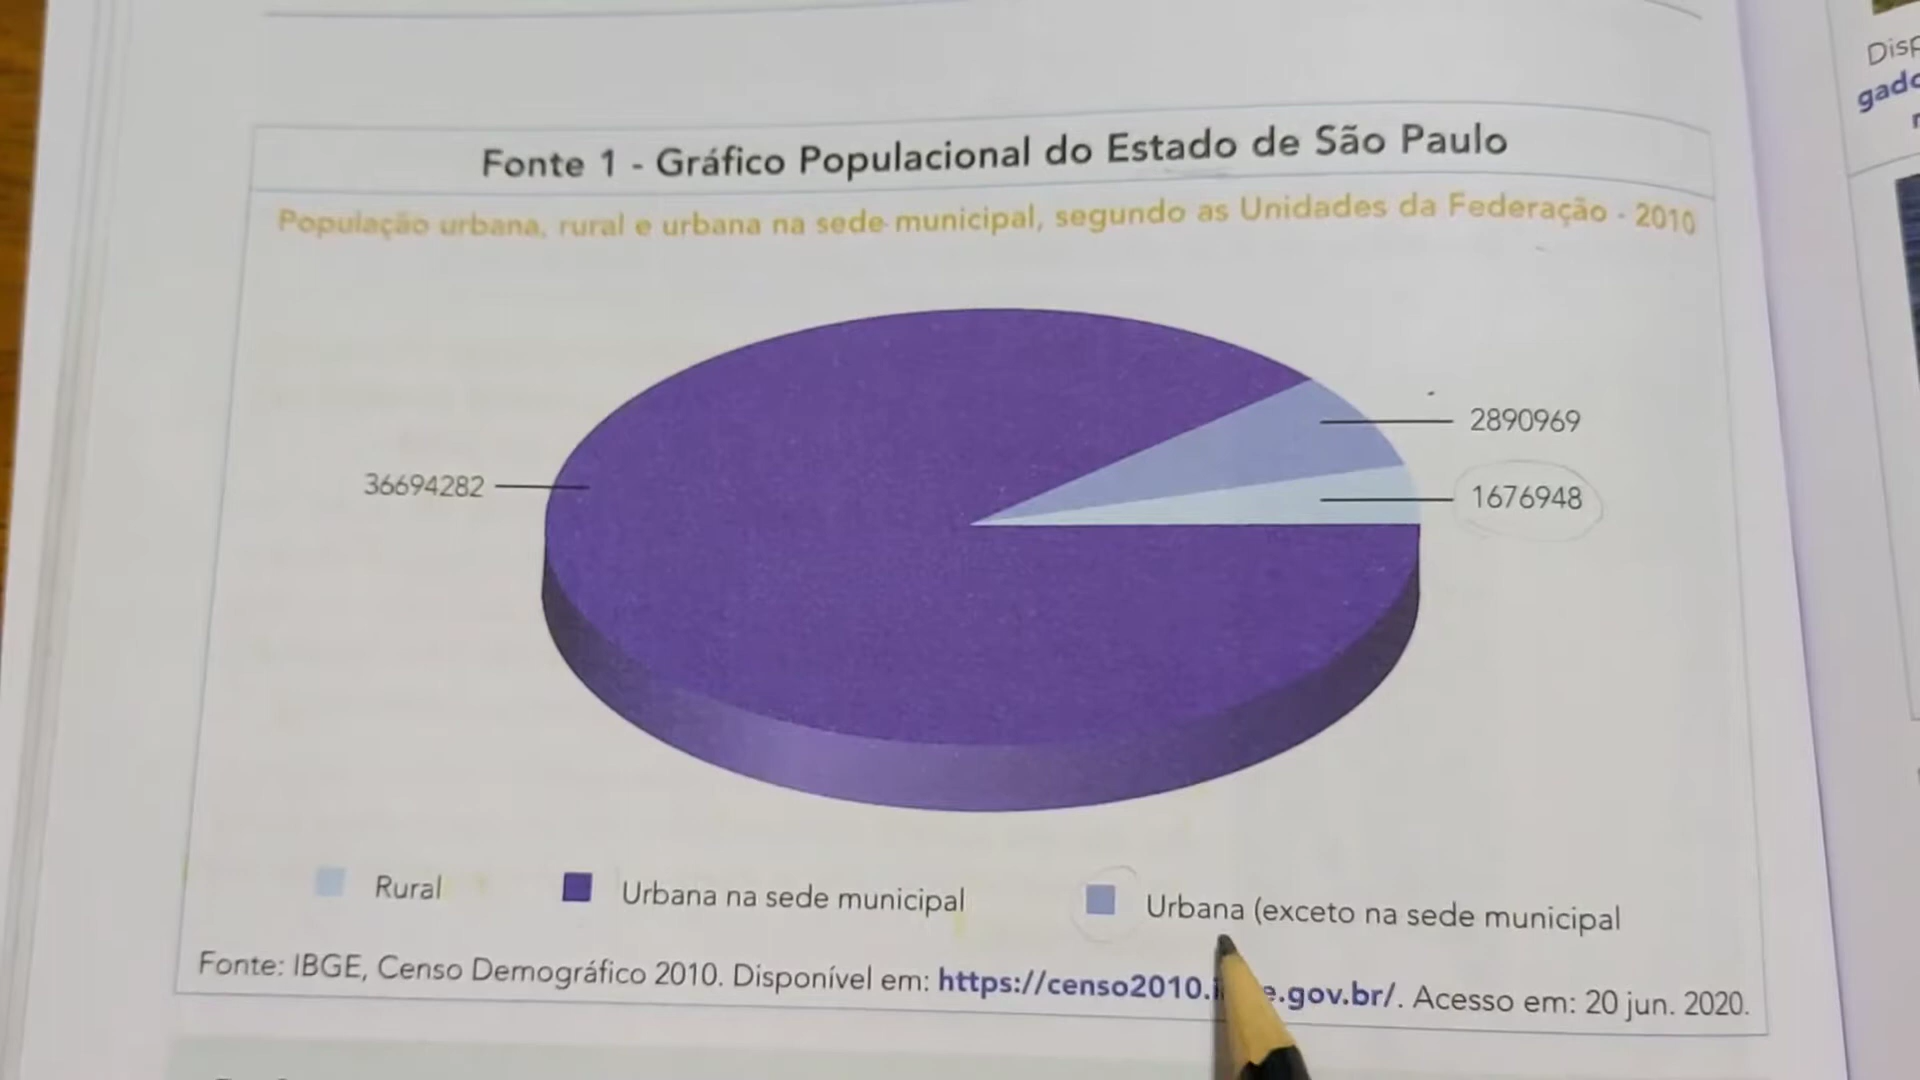 Fonte 1 - Gráfico Populacional do Estado de São Paulo
População urbana, rural e urbana na sede municipal, segundo as Unidades da Federação - 2010
2890969
36694282
1676948
Rural
Urbana na sede municipal
Urbana (exceto na sede municipal
Fonte: IBGE, Censo Demográfico 2010. Disponível em: https://censo2010. .gov.br/. Acesso em: 20 jun. 2020.